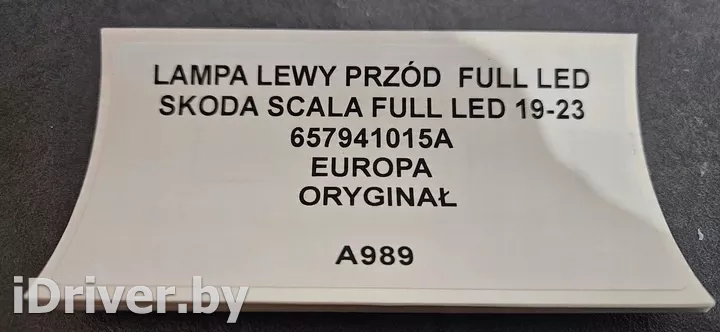 LAMPA LEWY PRZÓD FULL LED
SKODA SCALA FULL LED 19-23
657941015A
EUROPA
ORYGINAŁ
A989
iDriver.by